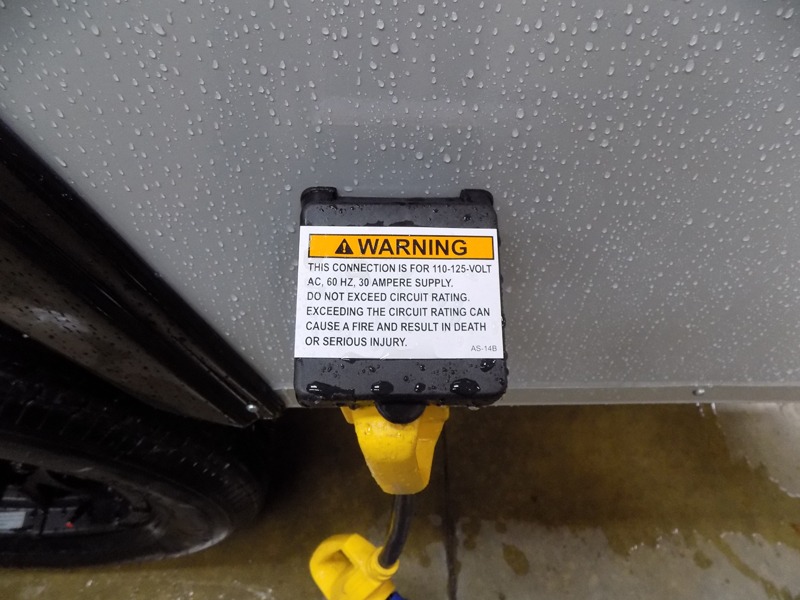 WARNING
THIS CONNECTION IS FOR 110-125-VOLT
AC, 60 HZ, 30 AMPERE SUPPLY.
DO NOT EXCEED CIRCUIT RATING.
EXCEEDING THE CIRCUIT RATING CAN
CAUSE A FIRE AND RESULT IN DEATH
OR SERIOUS INJURY.
AS-14B